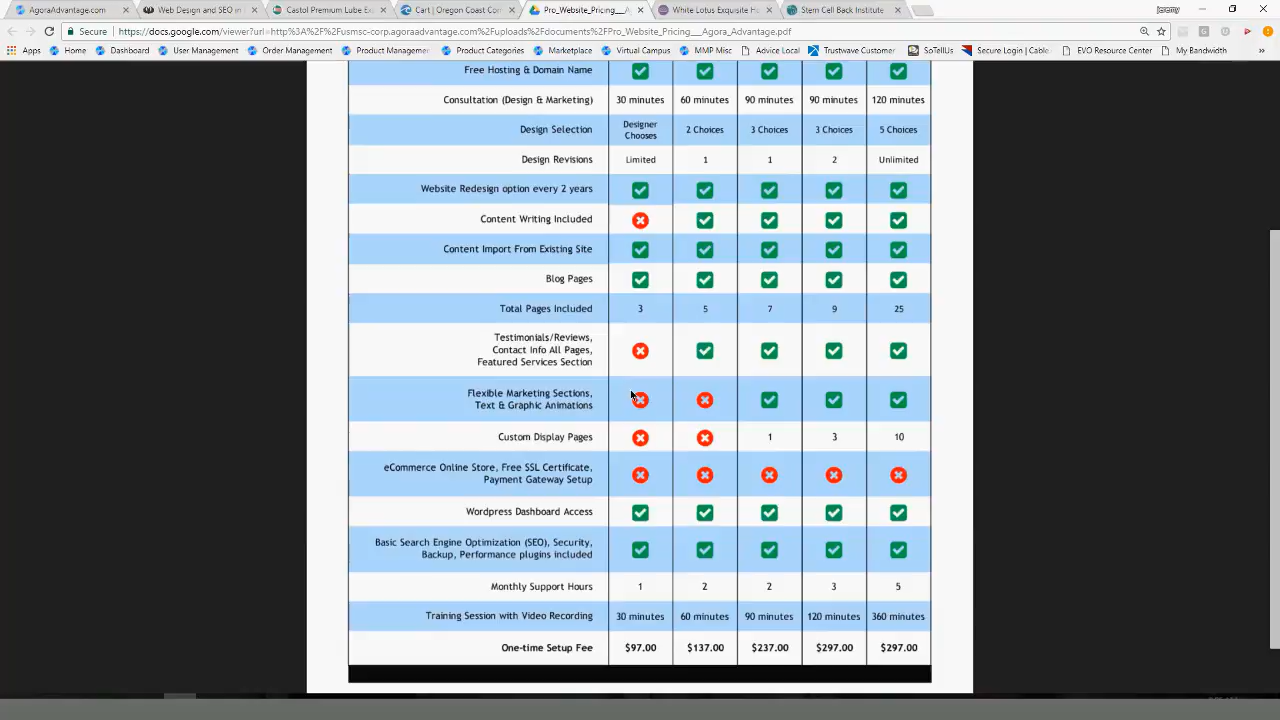 AgoraAdvantage.com
Web Design and SEO in
Castrol Premium Lube Ex
Cart | Oregon Coast Com
Pro_Website_Pricing__A
White Lotus Exquisite H
Stem Cell Back Institute
Jeremy
Secure | https://docs.google.com/viewer?url=http%3A%2F%2Fusmsc-corp.agoraadvantage.com%2Fuploads%2Fdocuments%2FPro_Website_Pricing__Agora_Advantage.pdf
Apps Home Dashboard User Management Order Management Product Management Product Categories Marketplace Virtual Campus MMP Misc Advice Local Trustwave Customer SoTellUs Secure Login | Cake EVO Resource Center My Bandwidth
Free Hosting & Domain Name
Consultation (Design & Marketing) 30 minutes 60 minutes 90 minutes 90 minutes 120 minutes
Design Selection Designer Chooses 2 Choices 3 Choices 3 Choices 5 Choices
Design Revisions Limited 1 1 2 Unlimited
Website Redesign option every 2 years
Content Writing Included
Content Import From Existing Site
Blog Pages
Total Pages Included 3 5 7 9 25
Testimonials/Reviews,
Contact Info All Pages,
Featured Services Section
Flexible Marketing Sections,
Text & Graphic Animations
Custom Display Pages 1 3 10
eCommerce Online Store, Free SSL Certificate,
Payment Gateway Setup
Wordpress Dashboard Access
Basic Search Engine Optimization (SEO), Security,
Backup, Performance plugins included
Monthly Support Hours 1 2 2 3 5
Training Session with Video Recording 30 minutes 60 minutes 90 minutes 120 minutes 360 minutes
One-time Setup Fee $97.00 $137.00 $237.00 $297.00 $297.00